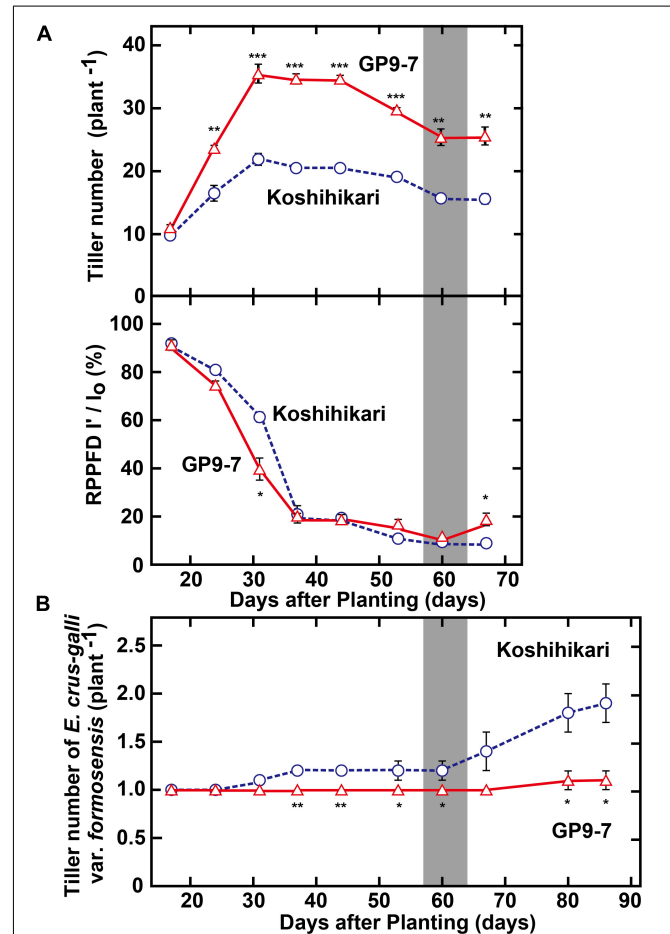 A
Tiller number (plant -1)
40
30
20
10
0
***
***
***
***
**
**
**
GP9-7
Koshihikari
RPPFD I' / Io (%)
100
80
60
40
20
0
Koshihikari
GP9-7
*
*
20 30 40 50 60 70
Days after Planting (days)
B
Tiller number of E. crus-galli
var. formosensis (plant -1)
2.5
2.0
1.5
1.0
0.5
0
Koshihikari
** ** * * * *
GP9-7
20 30 40 50 60 70 80 90
Days after Planting (days)